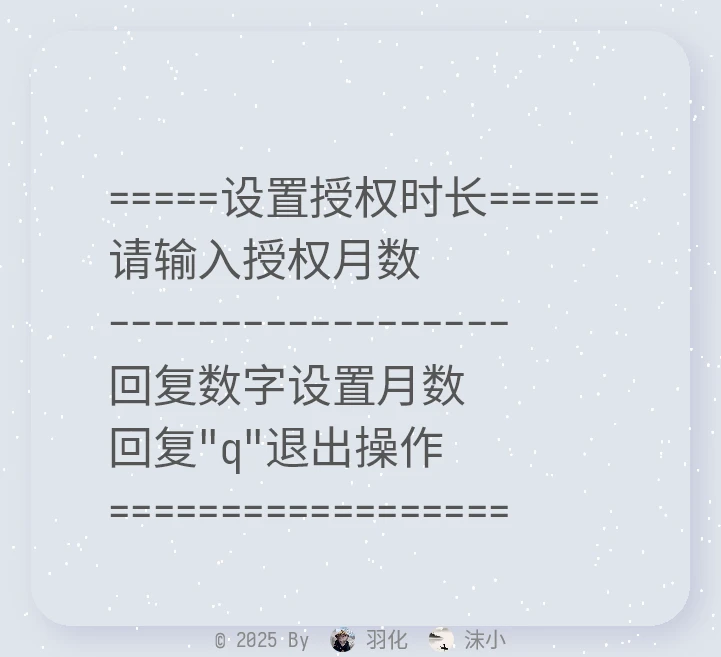 =====设置授权时长=====
请输入授权月数
------------------
回复数字设置月数
回复"q"退出操作
==================
© 2025 By 羽化 沫小